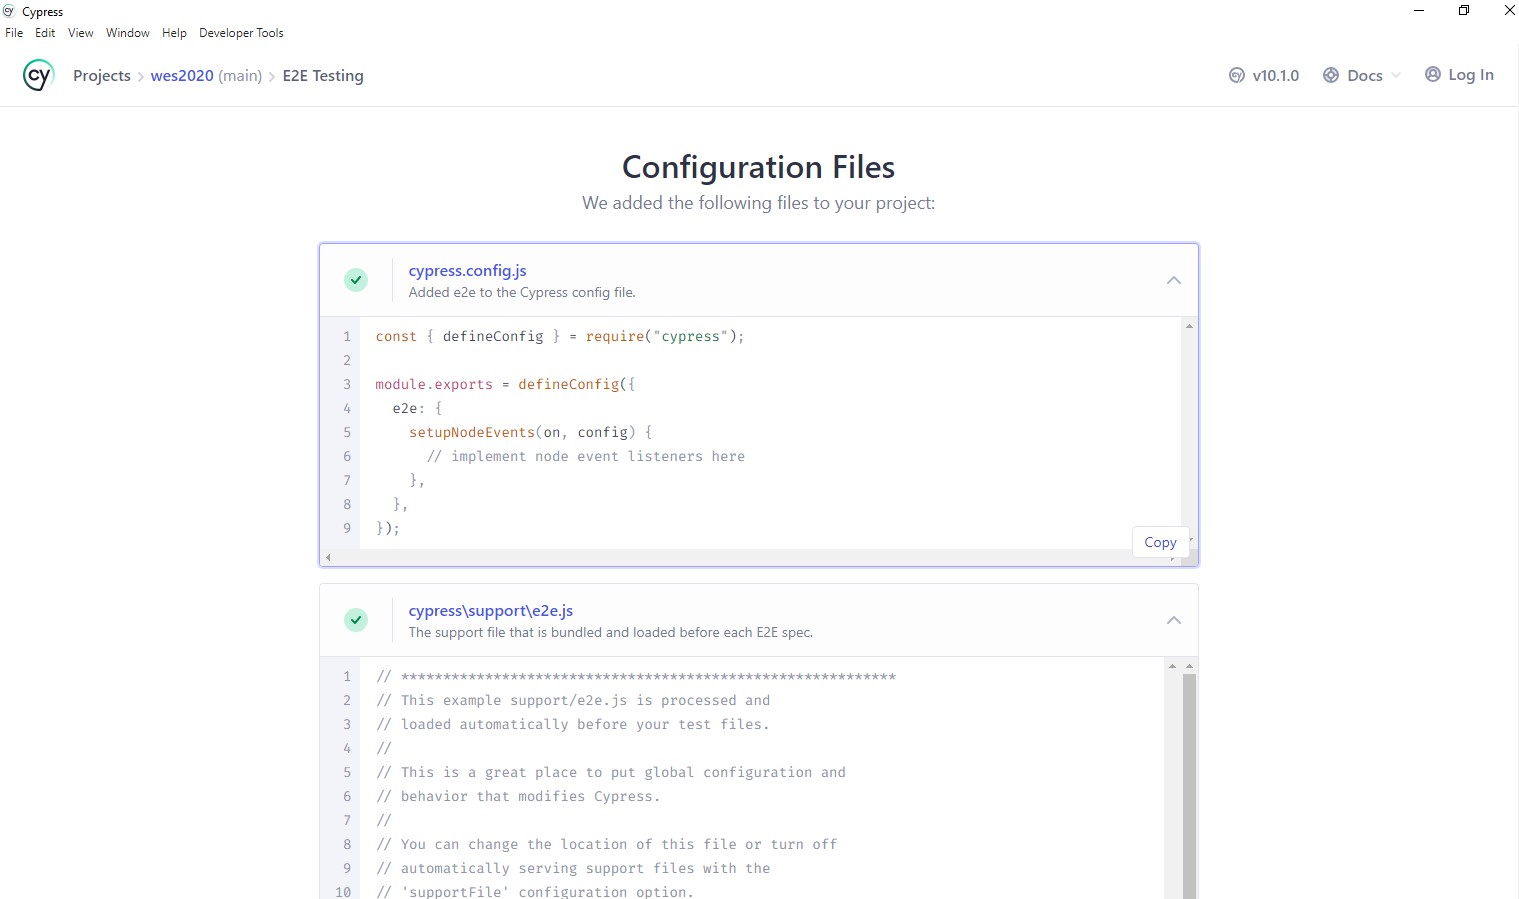 Cypress
File Edit View Window Help Developer Tools
cy Projects > wes2020 (main) > E2E Testing
v10.1.0 Docs Log In
Configuration Files
We added the following files to your project:
cypress.config.js
Added e2e to the Cypress config file.
1 const { defineConfig } = require("cypress");
2
3 module.exports = defineConfig({
4   e2e: {
5     setupNodeEvents(on, config) {
6       // implement node event listeners here
7     },
8   },
9 });
Copy
cypress\support\e2e.js
The support file that is bundled and loaded before each E2E spec.
1 // ***********************************************************
2 // This example support/e2e.js is processed and
3 // loaded automatically before your test files.
4 //
5 // This is a great place to put global configuration and
6 // behavior that modifies Cypress.
7 //
8 // You can change the location of this file or turn off
9 // automatically serving support files with the
10 // 'supportFile' configuration option.